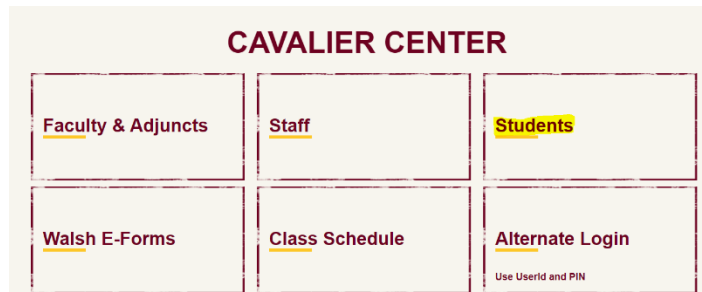 CAVALIER CENTER
Faculty & Adjuncts
Staff
Students
Walsh E-Forms
Class Schedule
Alternate Login
Use UserId and PIN